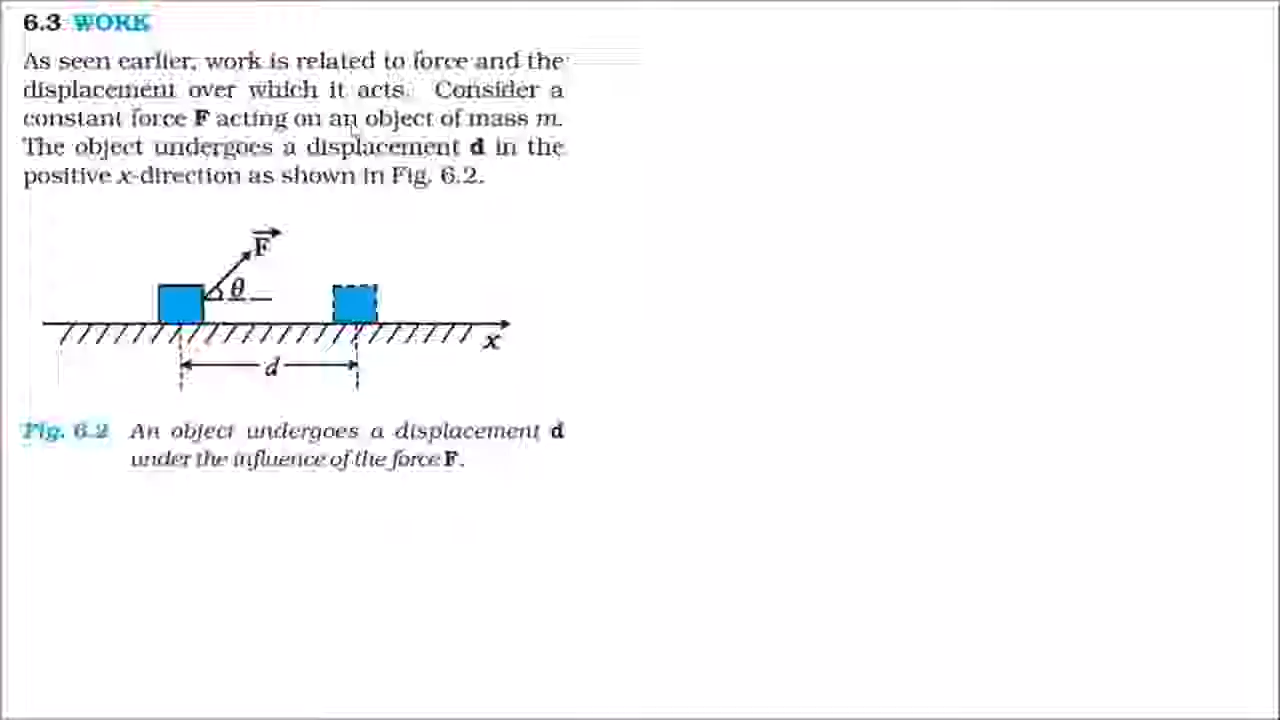 6.3 WORK
As seen earlier, work is related to force and the
displacement over which it acts. Consider a
constant force F acting on an object of mass m.
The object undergoes a displacement d in the
positive x-direction as shown in Fig. 6.2.
F
θ
x
d
Fig. 6.2 An object undergoes a displacement d
under the influence of the force F.